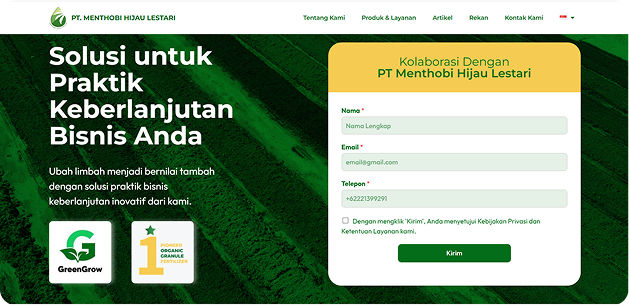 PT. MENTHOBI HIJAU LESTARI
Tentang Kami
Produk & Layanan
Artikel
Rekan
Kontak Kami
Solusi untuk
Praktik
Keberlanjutan
Bisnis Anda
Ubah limbah menjadi bernilai tambah
dengan solusi praktik bisnis
keberlanjutan inovatif dari kami.
GreenGrow
1
PIONEER
ORGANIC
GRANULE
FERTILIZER
Kolaborasi Dengan
PT Menthobi Hijau Lestari
Nama *
Nama Lengkap
Email *
email@gmail.com
Telepon *
+62221399291
Dengan mengklik 'Kirim', Anda menyetujui Kebijakan Privasi dan
Ketentuan Layanan kami.
Kirim